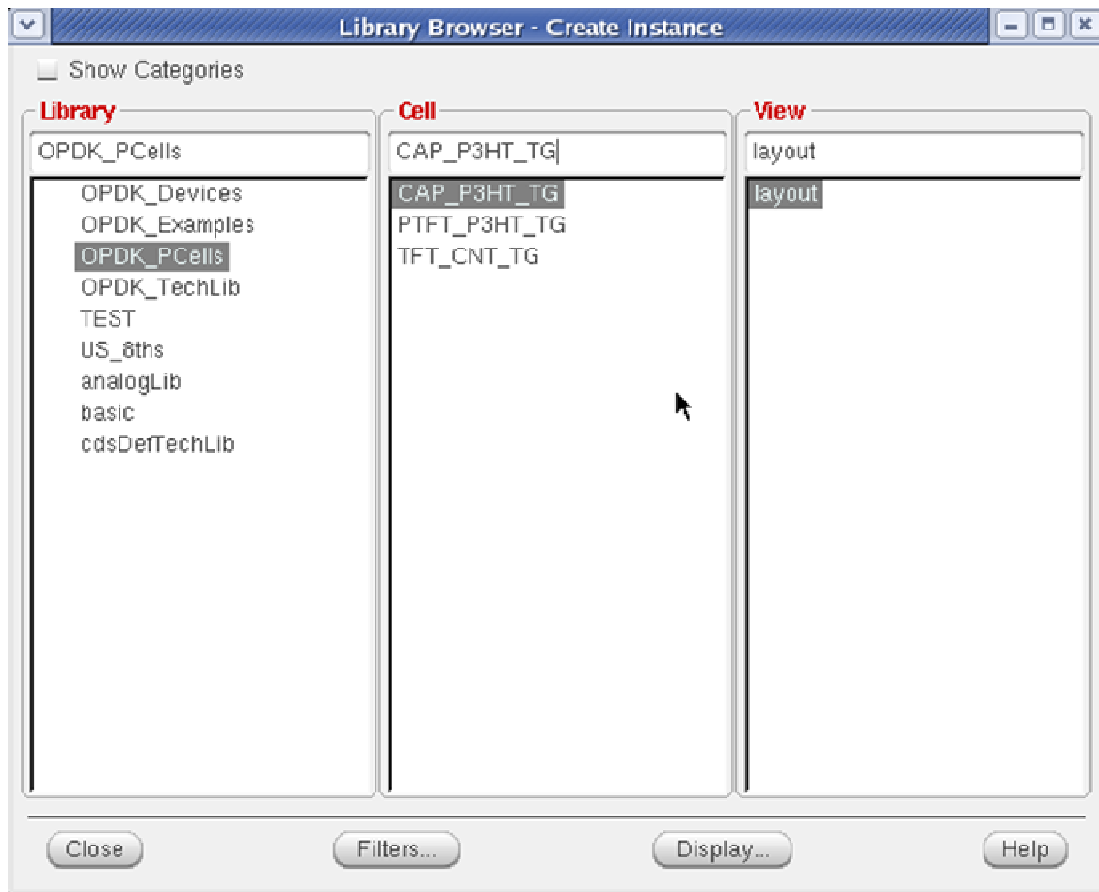 Library Browser - Create Instance
Show Categories
Library
Cell
View
OPDK_PCells
CAP_P3HT_TG
layout
OPDK_Devices
OPDK_Examples
OPDK_PCells
OPDK_TechLib
TEST
US_8ths
analogLib
basic
cdsDefTechLib
CAP_P3HT_TG
PTFT_P3HT_TG
TFT_CNT_TG
layout
Close
Filters...
Display...
Help